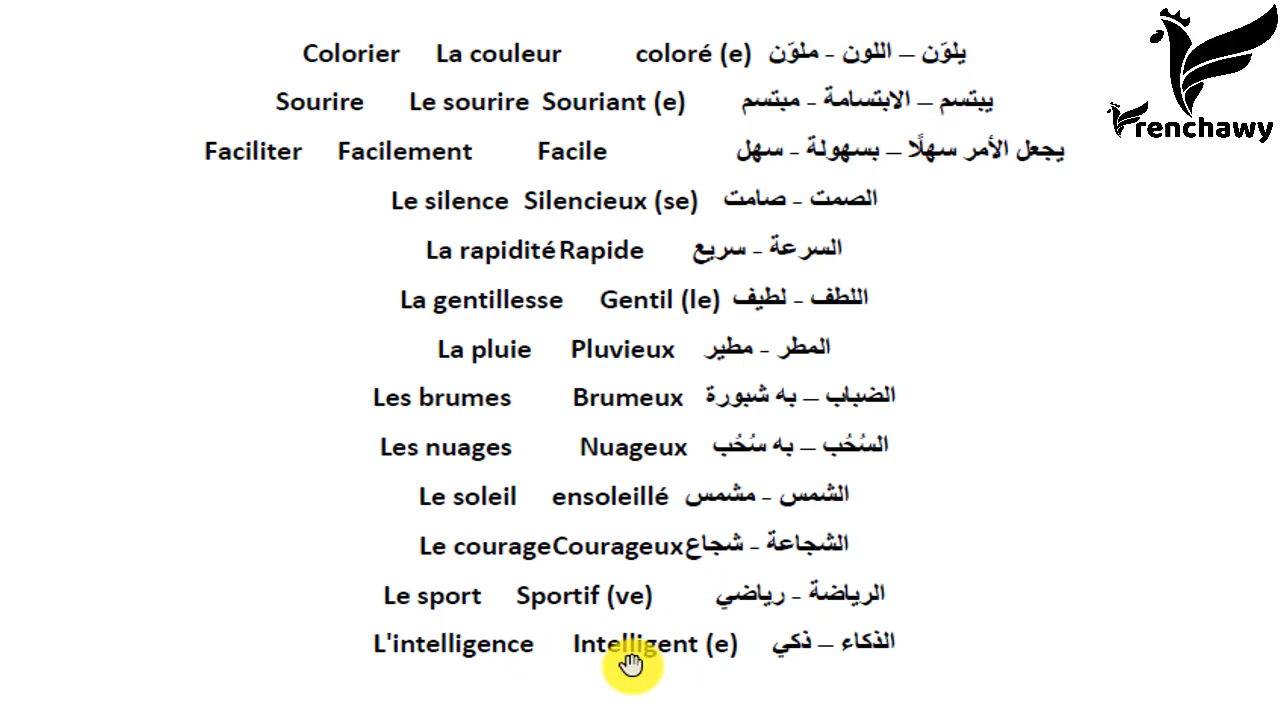 Colorier La couleur coloré (e) يلوّن – اللون - ملوّن
Sourire Le sourire Souriant (e) يبتسم – الابتسامة - مبتسم
Faciliter Facilement Facile يجعل الأمر سهلًا – بسهولة - سهل
Le silence Silencieux (se) الصمت - صامت
La rapidité Rapide السرعة - سريع
La gentillesse Gentil (le) اللطف - لطيف
La pluie Pluvieux المطر - مطير
Les brumes Brumeux الضباب – به شبورة
Les nuages Nuageux السُحُب – به سُحُب
Le soleil ensoleillé الشمس - مشمس
Le courage Courageux الشجاعة - شجاع
Le sport Sportif (ve) الرياضة - رياضي
L'intelligence Intelligent (e) الذكاء – ذكي
Frenchawy